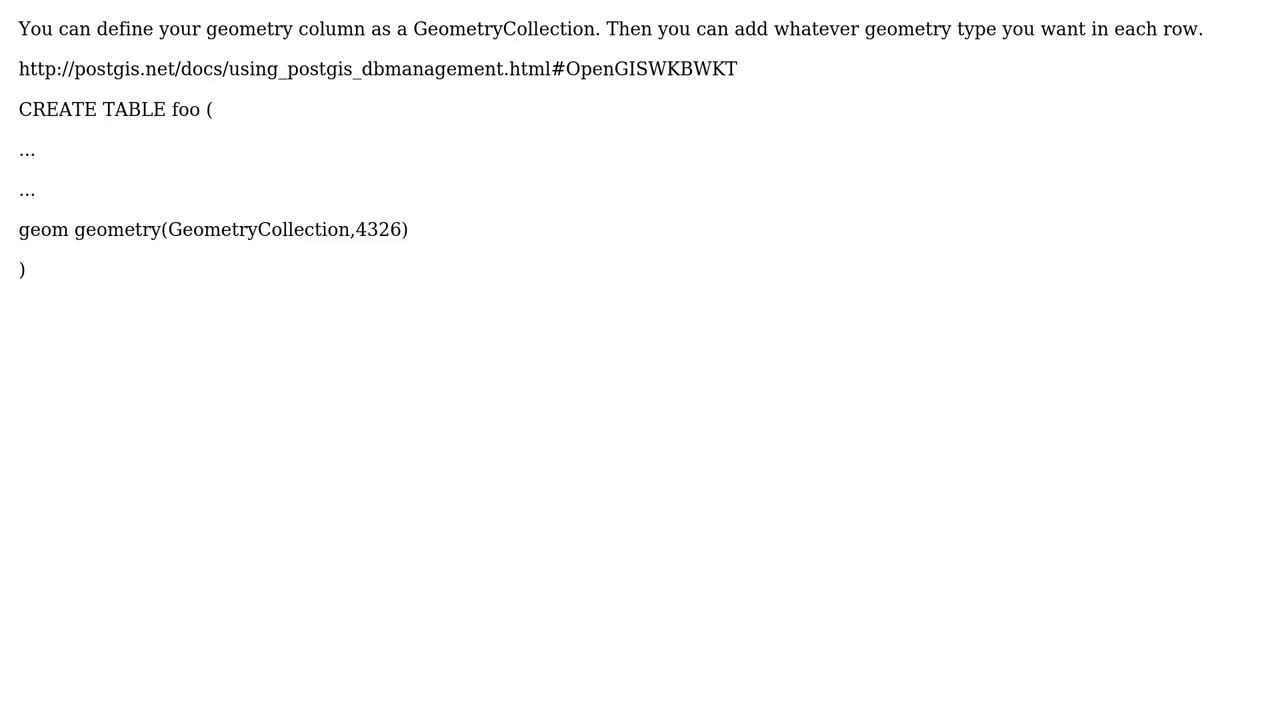 You can define your geometry column as a GeometryCollection. Then you can add whatever geometry type you want in each row.
http://postgis.net/docs/using_postgis_dbmanagement.html#OpenGISWKBWKT
CREATE TABLE foo (
...
...
geom geometry(GeometryCollection,4326)
)